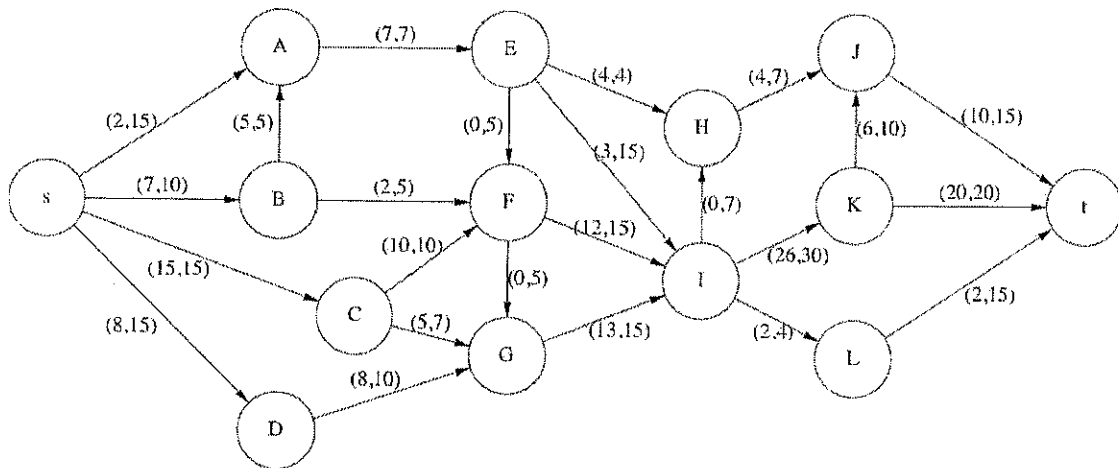 A
(7,7)
E
J
(4,4)
(4,7)
(2,15)
(5,5)
(0,5)
H
(10,15)
(3,15)
(6,10)
s
(7,10)
B
(2,5)
F
(0,7)
K
(20,20)
t
(10,10)
(12,15)
(15,15)
(26,30)
C
(0,5)
I
(2,15)
(8,15)
(5,7)
G
(13,15)
(2,4)
L
(8,10)
D